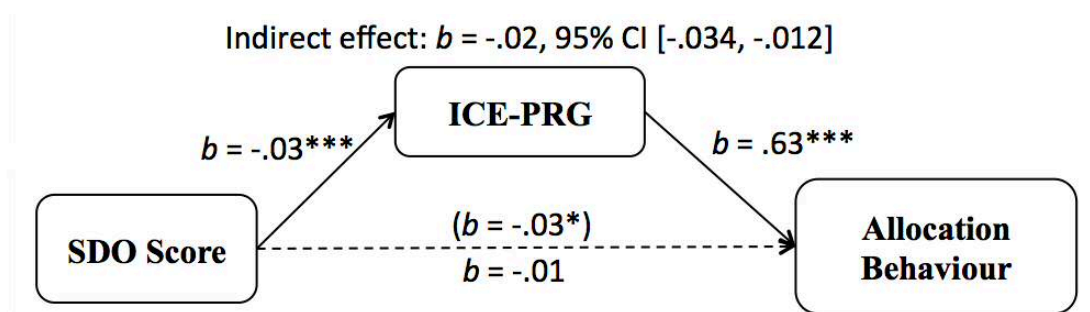 Indirect effect: b = -.02, 95% CI [-.034, -.012]
ICE-PRG
b = -.03***
b = .63***
SDO Score
(b = -.03*)
b = -.01
Allocation
Behaviour